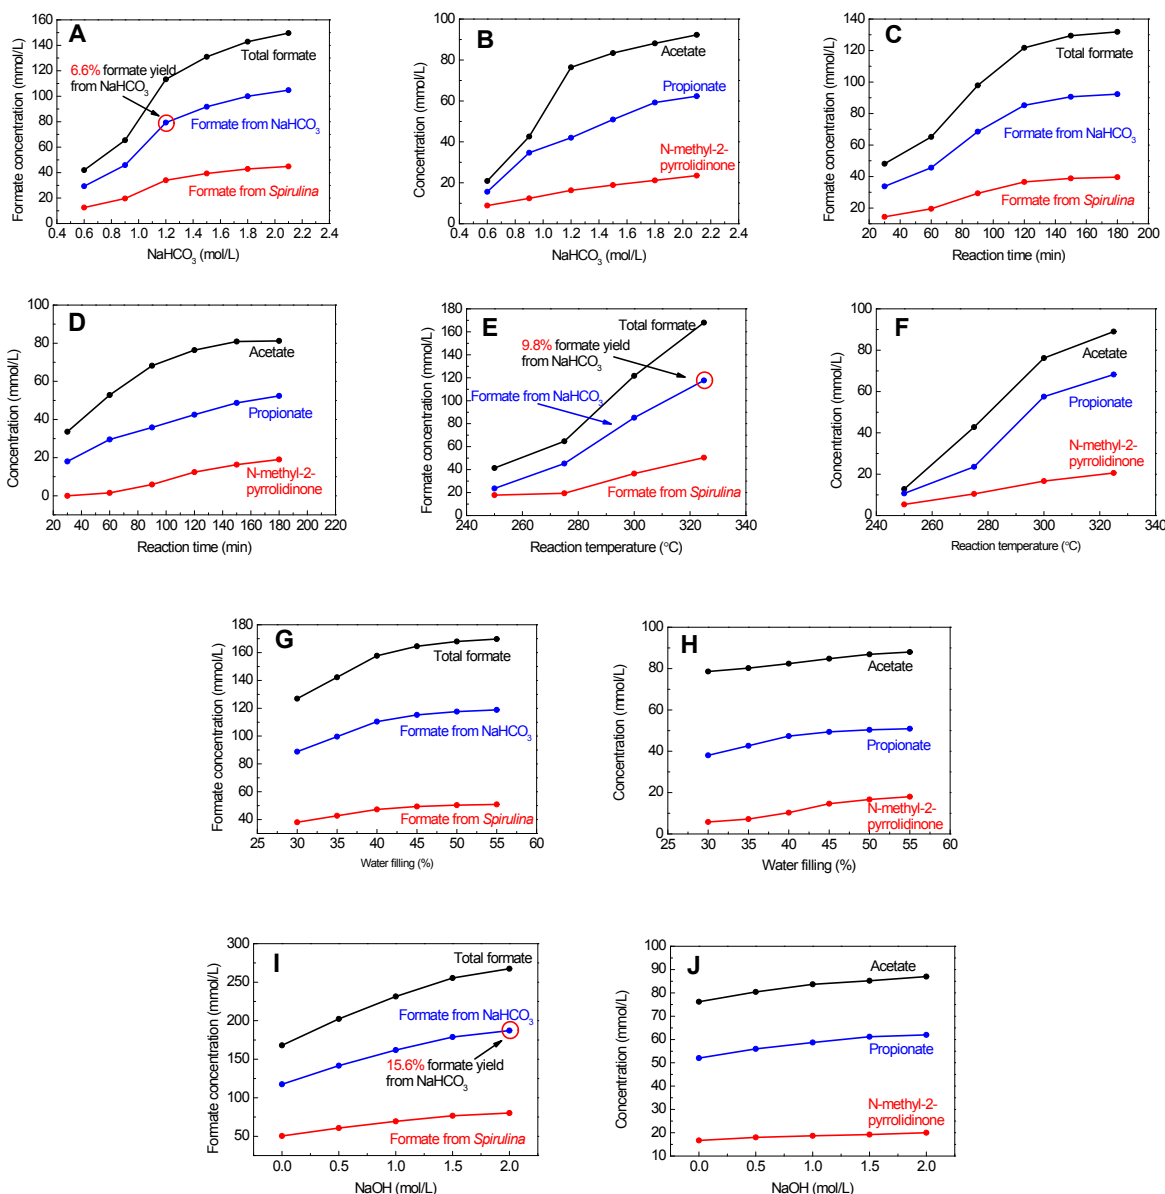 A
Formate concentration (mmol/L)
160
140
120
100
80
60
40
20
0
0.4 0.6 0.8 1.0 1.2 1.4 1.6 1.8 2.0 2.2 2.4
NaHCO3 (mol/L)
Total formate
6.6% formate yield
from NaHCO3
Formate from NaHCO3
Formate from Spirulina
B
Concentration (mmol/L)
100
80
60
40
20
0
0.4 0.6 0.8 1.0 1.2 1.4 1.6 1.8 2.0 2.2 2.4
NaHCO3 (mol/L)
Acetate
Propionate
N-methyl-2-
pyrrolidinone
C
Formate concentration (mmol/L)
140
120
100
80
60
40
20
20 40 60 80 100 120 140 160 180 200
Reaction time (min)
Total formate
Formate from NaHCO3
Formate from Spirulina
D
Concentration (mmol/L)
100
80
60
40
20
0
20 40 60 80 100 120 140 160 180 200 220
Reaction time (min)
Acetate
Propionate
N-methyl-2-
pyrrolidinone
E
Formate concentration (mmol/L)
180
160
140
120
100
80
60
40
20
0
240 260 280 300 320 340
Reaction temperature (°C)
Total formate
9.8% formate yield
from NaHCO3
Formate from NaHCO3
Formate from Spirulina
F
Concentration (mmol/L)
100
80
60
40
20
0
240 260 280 300 320 340
Reaction temperature (°C)
Acetate
Propionate
N-methyl-2-
pyrrolidinone
G
Formate concentration (mmol/L)
180
160
140
120
100
80
60
40
25 30 35 40 45 50 55 60
Water filling (%)
Total formate
Formate from NaHCO3
Formate from Spirulina
H
Concentration (mmol/L)
100
80
60
40
20
0
25 30 35 40 45 50 55 60
Water filling (%)
Acetate
Propionate
N-methyl-2-
pyrrolidinone
I
Formate concentration (mmol/L)
300
250
200
150
100
50
0.0 0.5 1.0 1.5 2.0
NaOH (mol/L)
Total formate
Formate from NaHCO3
15.6% formate yield
from NaHCO3
Formate from Spirulina
J
Concentration (mmol/L)
100
90
80
70
60
50
40
30
20
10
0.0 0.5 1.0 1.5 2.0
NaOH (mol/L)
Acetate
Propionate
N-methyl-2-
pyrrolidinone